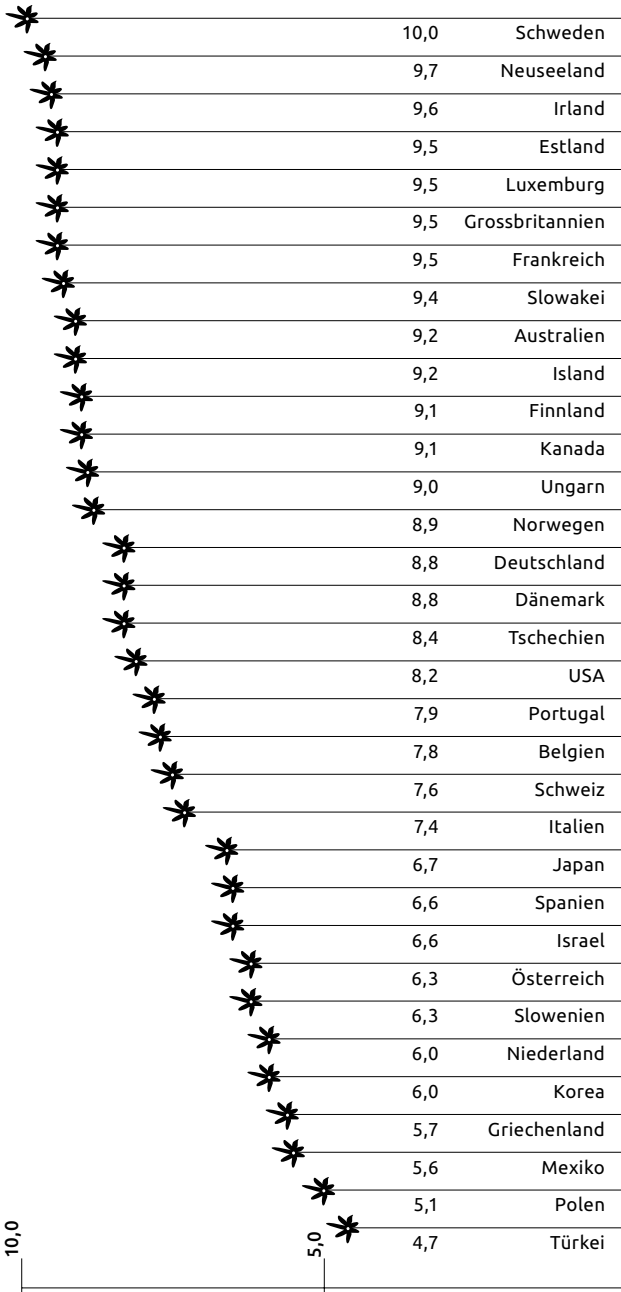 10,0 Schweden
9,7 Neuseeland
9,6 Irland
9,5 Estland
9,5 Luxemburg
9,5 Grossbritannien
9,5 Frankreich
9,4 Slowakei
9,2 Australien
9,2 Island
9,1 Finnland
9,1 Kanada
9,0 Ungarn
8,9 Norwegen
8,8 Deutschland
8,8 Dänemark
8,4 Tschechien
8,2 USA
7,9 Portugal
7,8 Belgien
7,6 Schweiz
7,4 Italien
6,7 Japan
6,6 Spanien
6,6 Israel
6,3 Österreich
6,3 Slowenien
6,0 Niederland
6,0 Korea
5,7 Griechenland
5,6 Mexiko
5,1 Polen
4,7 Türkei
10,0
5,0